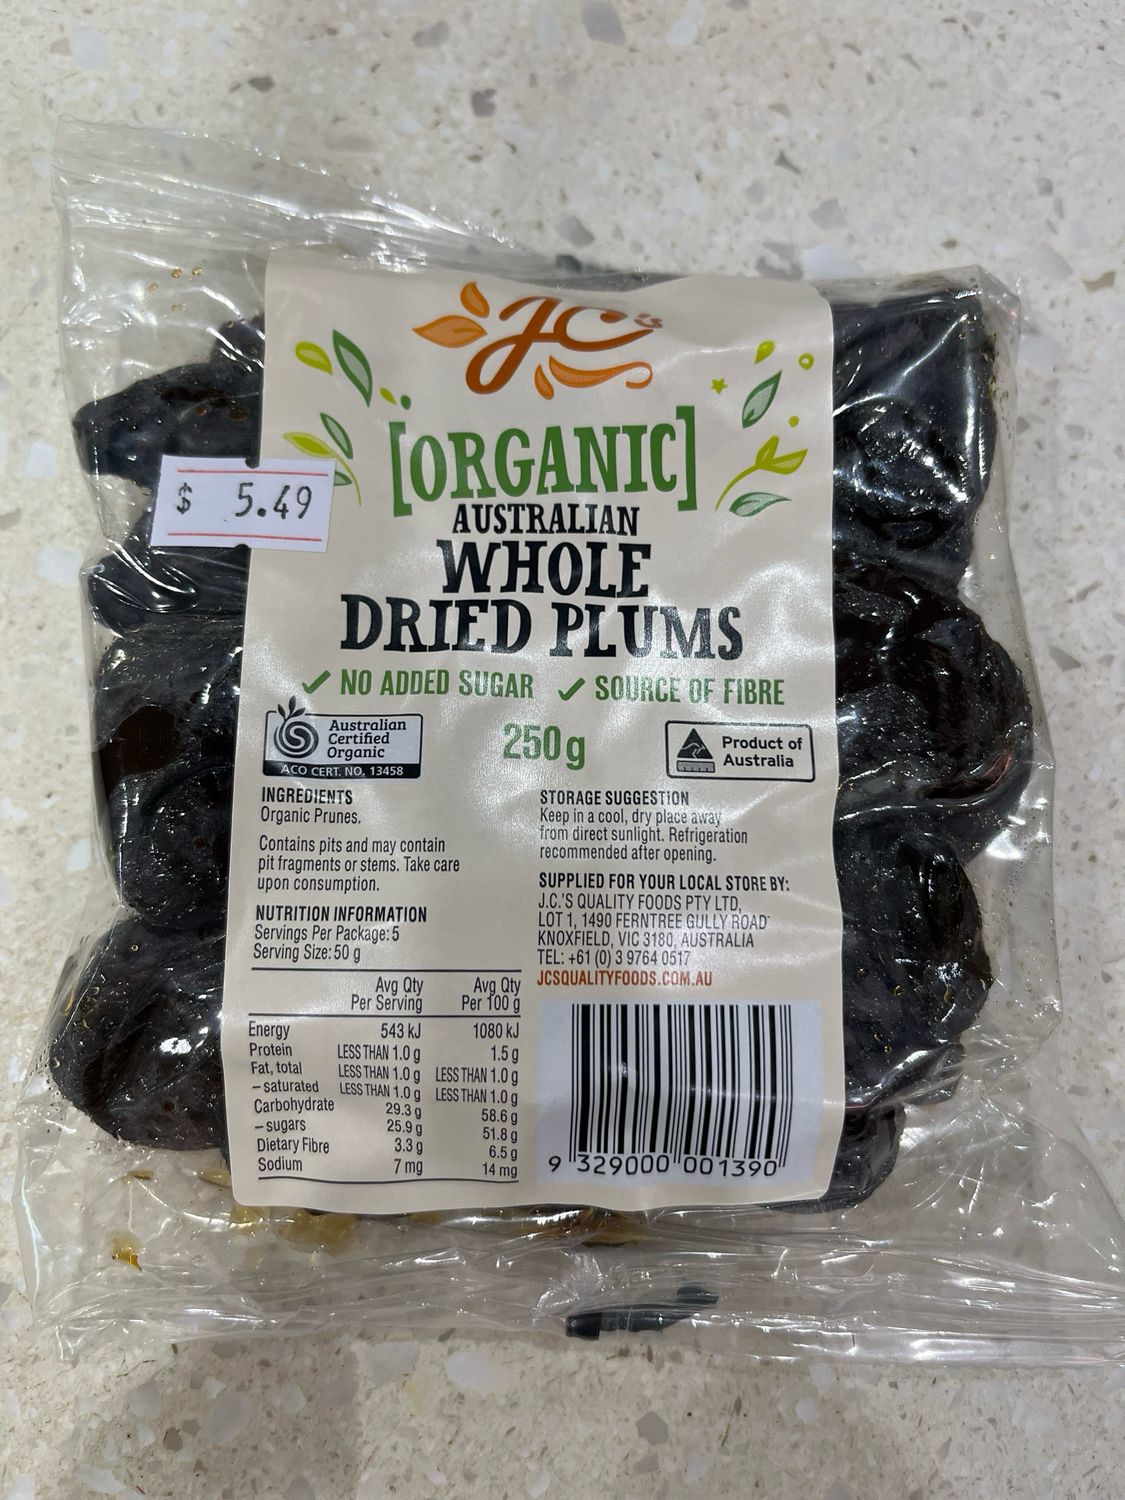 JC's
[ORGANIC]
AUSTRALIAN
WHOLE
DRIED PLUMS
$ 5.49
✓ NO ADDED SUGAR ✓ SOURCE OF FIBRE
Australian
Certified
Organic
ACO CERT. NO. 13458
250g
Product of
Australia
INGREDIENTS
Organic Prunes.
Contains pits and may contain
pit fragments or stems. Take care
upon consumption.
NUTRITION INFORMATION
Servings Per Package: 5
Serving Size: 50 g
Avg Qty Avg Qty
Per Serving Per 100 g
Energy 543 kJ 1080 kJ
Protein LESS THAN 1.0 g 1.5 g
Fat, total LESS THAN 1.0 g LESS THAN 1.0 g
– saturated LESS THAN 1.0 g LESS THAN 1.0 g
Carbohydrate 29.3 g 58.6 g
– sugars 25.9 g 51.8 g
Dietary Fibre 3.3 g 6.5 g
Sodium 7 mg 14 mg
STORAGE SUGGESTION
Keep in a cool, dry place away
from direct sunlight. Refrigeration
recommended after opening.
SUPPLIED FOR YOUR LOCAL STORE BY:
J.C.'S QUALITY FOODS PTY LTD,
LOT 1, 1490 FERNTREE GULLY ROAD
KNOXFIELD, VIC 3180, AUSTRALIA
TEL: +61 (0) 3 9764 0517
JCSQUALITYFOODS.COM.AU
9 329000 001390